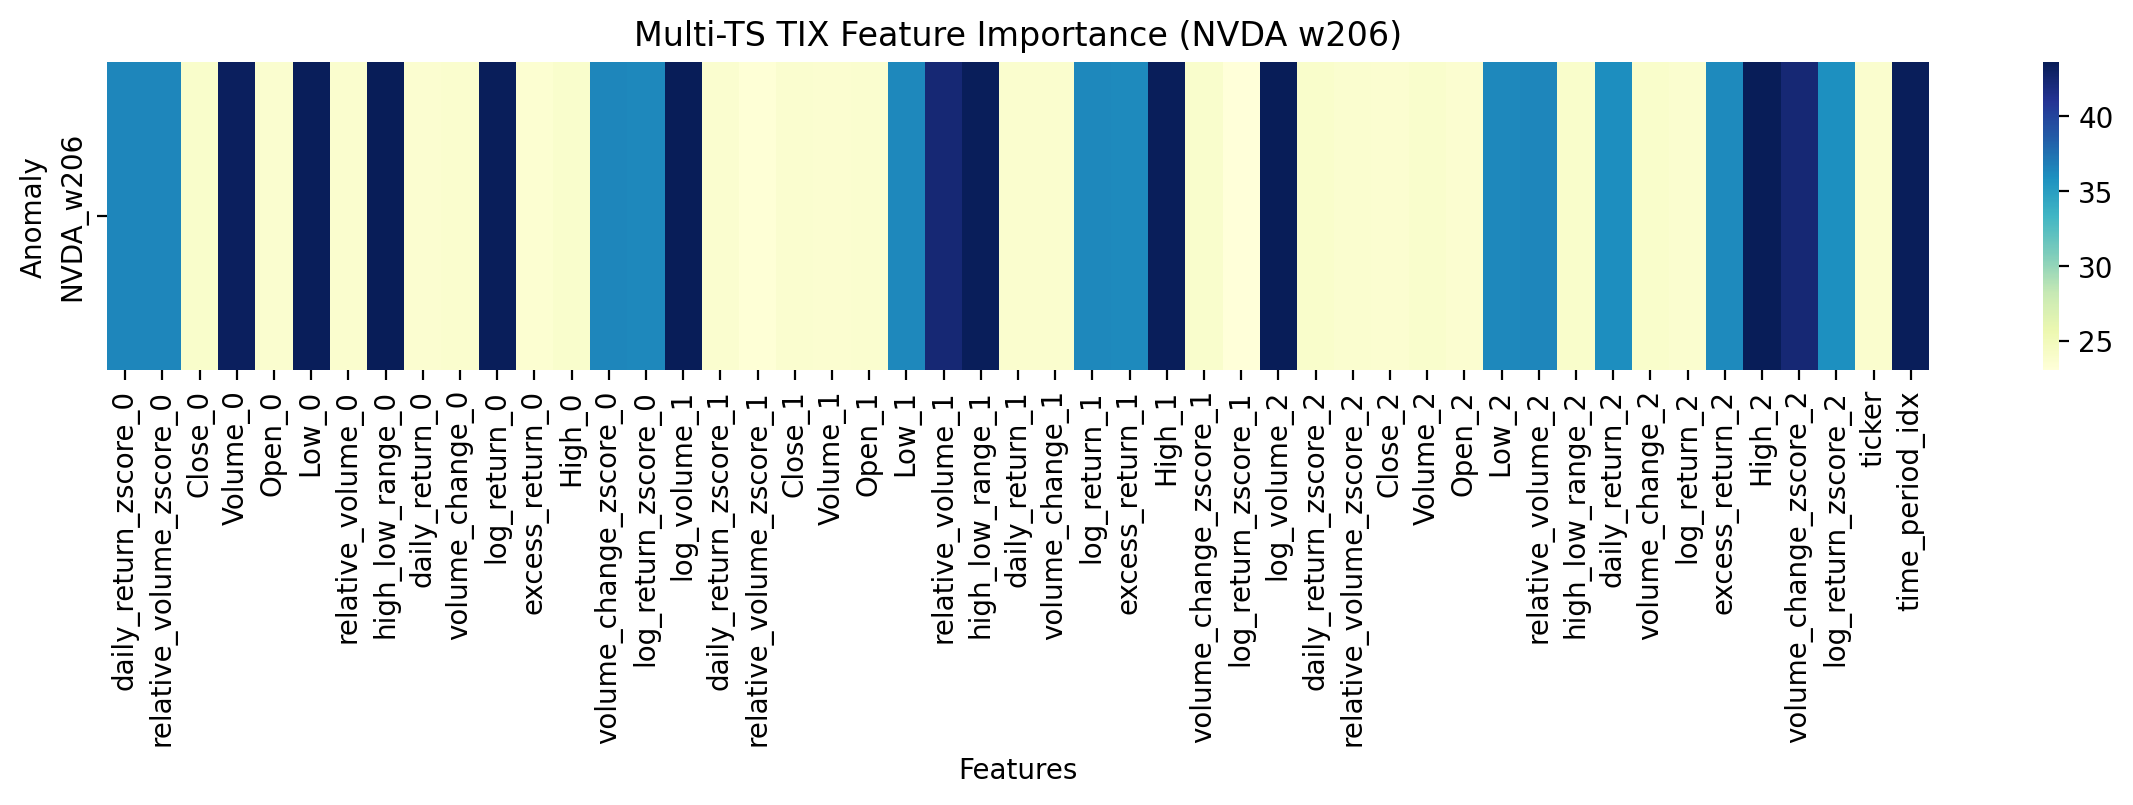 Multi-TS TIX Feature Importance (NVDA w206)
Anomaly
NVDA_w206
40
35
30
25
daily_return_zscore_0
relative_volume_zscore_0
Close_0
Volume_0
Open_0
Low_0
relative_volume_0
high_low_range_0
daily_return_0
volume_change_0
log_return_0
excess_return_0
High_0
volume_change_zscore_0
log_return_zscore_0
log_volume_1
daily_return_zscore_1
relative_volume_zscore_1
Close_1
Volume_1
Open_1
Low_1
relative_volume_1
high_low_range_1
daily_return_1
volume_change_1
log_return_1
excess_return_1
High_1
volume_change_zscore_1
log_return_zscore_1
log_volume_2
daily_return_zscore_2
relative_volume_zscore_2
Close_2
Volume_2
Open_2
Low_2
relative_volume_2
high_low_range_2
daily_return_2
volume_change_2
log_return_2
excess_return_2
High_2
volume_change_zscore_2
log_return_zscore_2
ticker
time_period_idx
Features